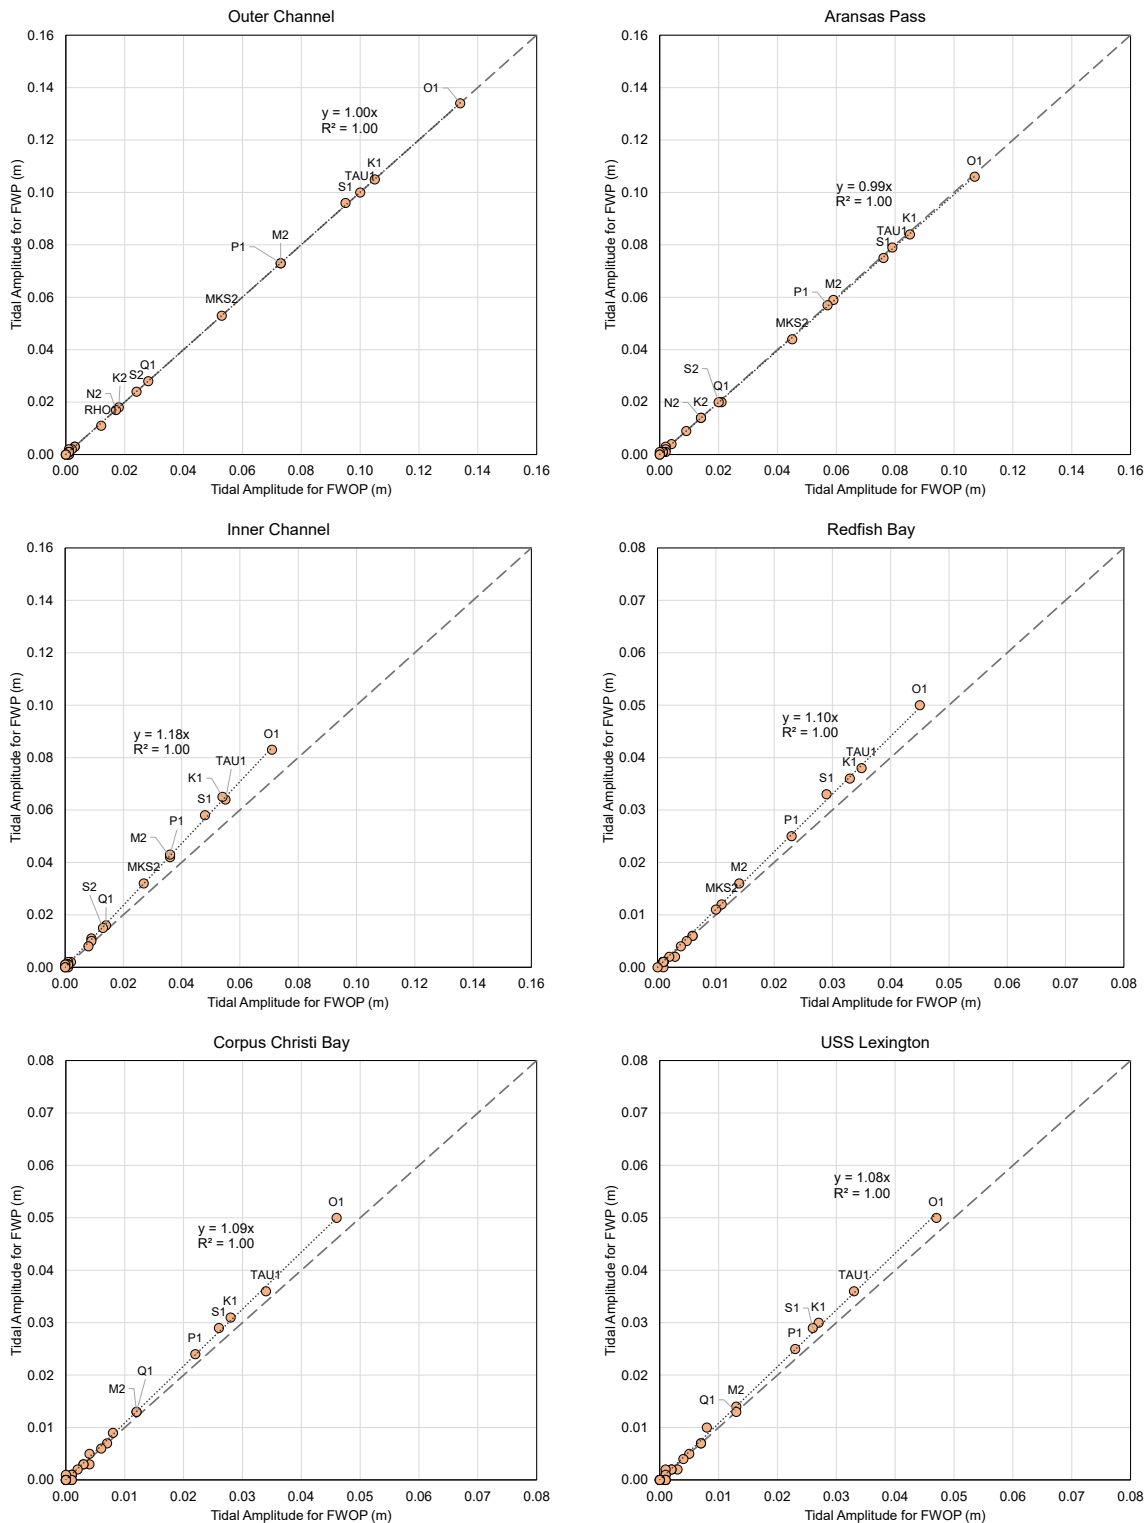 Outer Channel
0.16
0.14
0.12
0.10
0.08
0.06
0.04
0.02
0.00
Tidal Amplitude for FWP (m)
O1
y = 1.00x
R² = 1.00
K1
TAU1
S1
M2
P1
MKS2
Q1
S2
K2
N2
RHO
0.00 0.02 0.04 0.06 0.08 0.10 0.12 0.14 0.16
Tidal Amplitude for FWOP (m)
Aransas Pass
0.16
0.14
0.12
0.10
0.08
0.06
0.04
0.02
0.00
Tidal Amplitude for FWP (m)
O1
y = 0.99x
R² = 1.00
K1
TAU1
S1
M2
P1
MKS2
S2
Q1
N2
K2
0.00 0.02 0.04 0.06 0.08 0.10 0.12 0.14 0.16
Tidal Amplitude for FWOP (m)
Inner Channel
0.16
0.14
0.12
0.10
0.08
0.06
0.04
0.02
0.00
Tidal Amplitude for FWP (m)
y = 1.18x
R² = 1.00
O1
TAU1
K1
S1
P1
M2
MKS2
S2
Q1
0.00 0.02 0.04 0.06 0.08 0.10 0.12 0.14 0.16
Tidal Amplitude for FWOP (m)
Redfish Bay
0.08
0.07
0.06
0.05
0.04
0.03
0.02
0.01
0.00
Tidal Amplitude for FWP (m)
O1
y = 1.10x
R² = 1.00
TAU1
K1
S1
P1
M2
MKS2
0.00 0.01 0.02 0.03 0.04 0.05 0.06 0.07 0.08
Tidal Amplitude for FWOP (m)
Corpus Christi Bay
0.08
0.07
0.06
0.05
0.04
0.03
0.02
0.01
0.00
Tidal Amplitude for FWP (m)
O1
y = 1.09x
R² = 1.00
TAU1
K1
S1
P1
Q1
M2
0.00 0.01 0.02 0.03 0.04 0.05 0.06 0.07 0.08
Tidal Amplitude for FWOP (m)
USS Lexington
0.08
0.07
0.06
0.05
0.04
0.03
0.02
0.01
0.00
Tidal Amplitude for FWP (m)
y = 1.08x
R² = 1.00
O1
TAU1
S1
K1
P1
M2
Q1
0.00 0.01 0.02 0.03 0.04 0.05 0.06 0.07 0.08
Tidal Amplitude for FWOP (m)